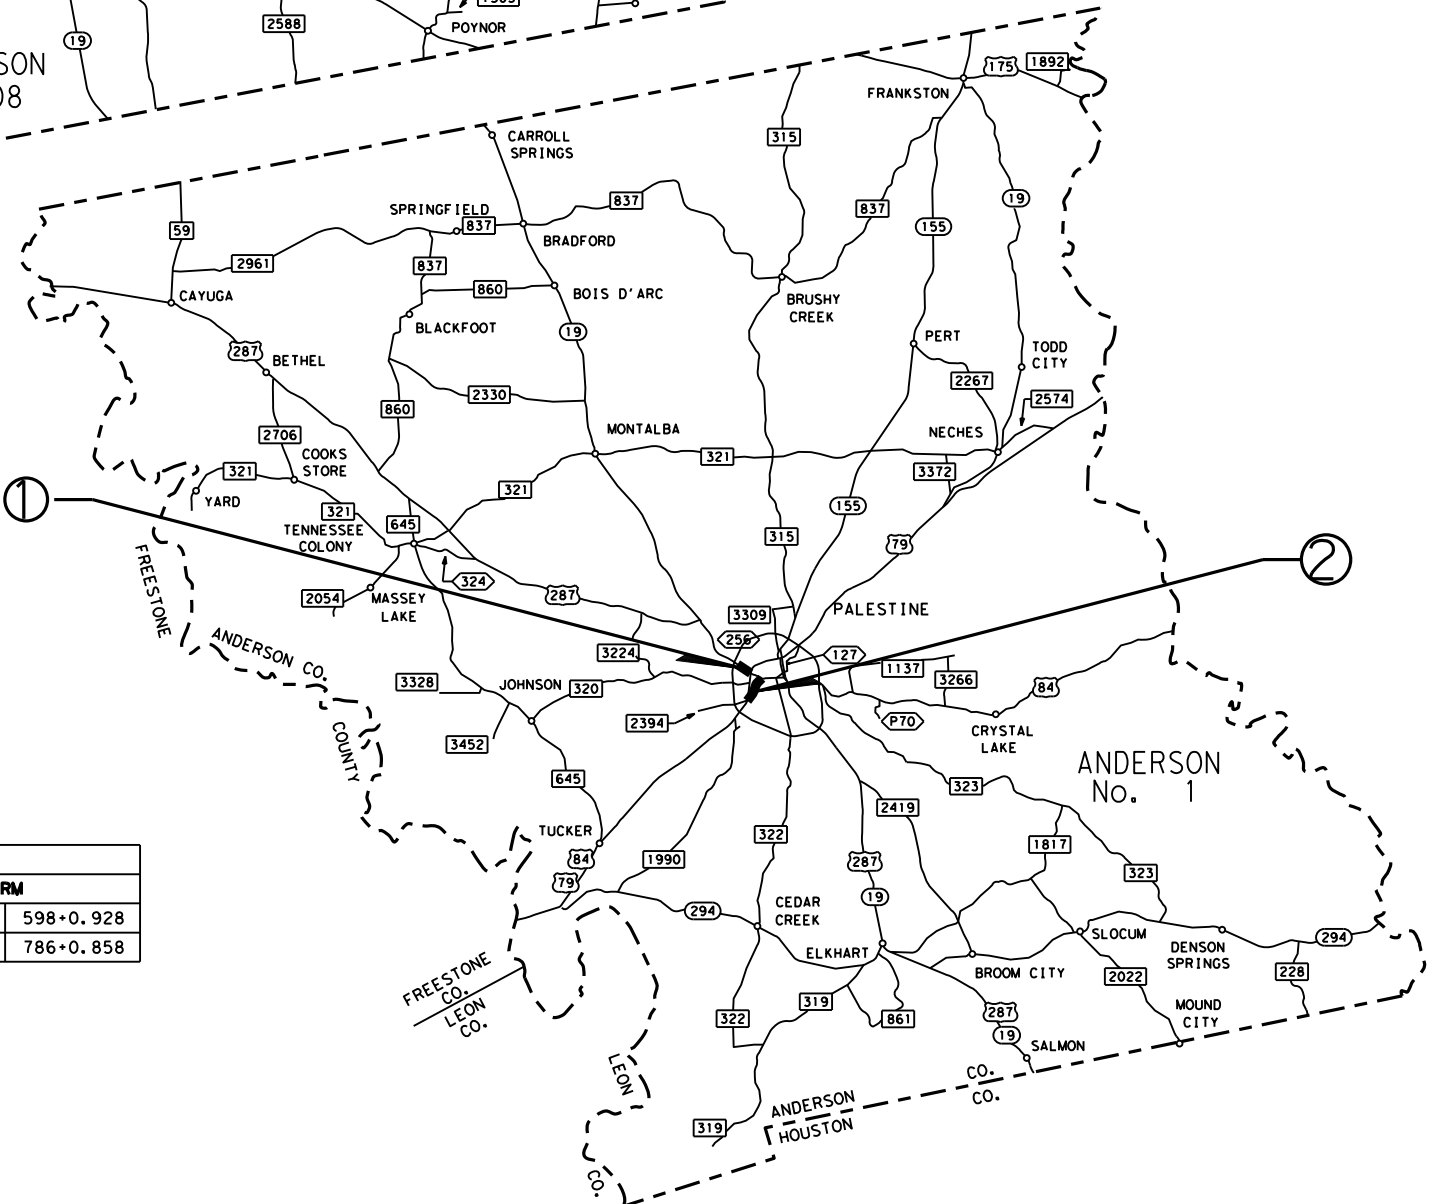 1505
2588
POYNOR
19
SON
08
175
1892
FRANKSTON
CARROLL
SPRINGS
315
837
SPRINGFIELD
837
19
837
59
155
BRADFORD
2961
837
860
BOIS D'ARC
CAYUGA
BRUSHY
CREEK
BLACKFOOT
19
PERT
287
BETHEL
TODD
CITY
2267
2330
2574
860
MONTALBA
NECHES
2706
COOKS
STORE
321
321
3372
321
YARD
321
1
155
321
TENNESSEE
COLONY
645
315
79
2
FREESTONE
324
287
2054
MASSEY
LAKE
3309
PALESTINE
ANDERSON CO.
256
3224
127
1137
3266
3328
JOHNSON
320
84
2394
P70
COUNTY
3452
CRYSTAL
LAKE
ANDERSON
No. 1
645
323
2419
TUCKER
322
1817
84
1990
287
323
RM
79
598+0.928
CEDAR
CREEK
19
294
SLOCUM
294
786+0.858
ELKHART
DENSON
SPRINGS
FREESTONE
CO.
BROOM CITY
2022
228
LEON
CO.
319
322
861
287
MOUND
CITY
19
SALMON
LEON
CO.
CO.
ANDERSON
319
HOUSTON
CO.